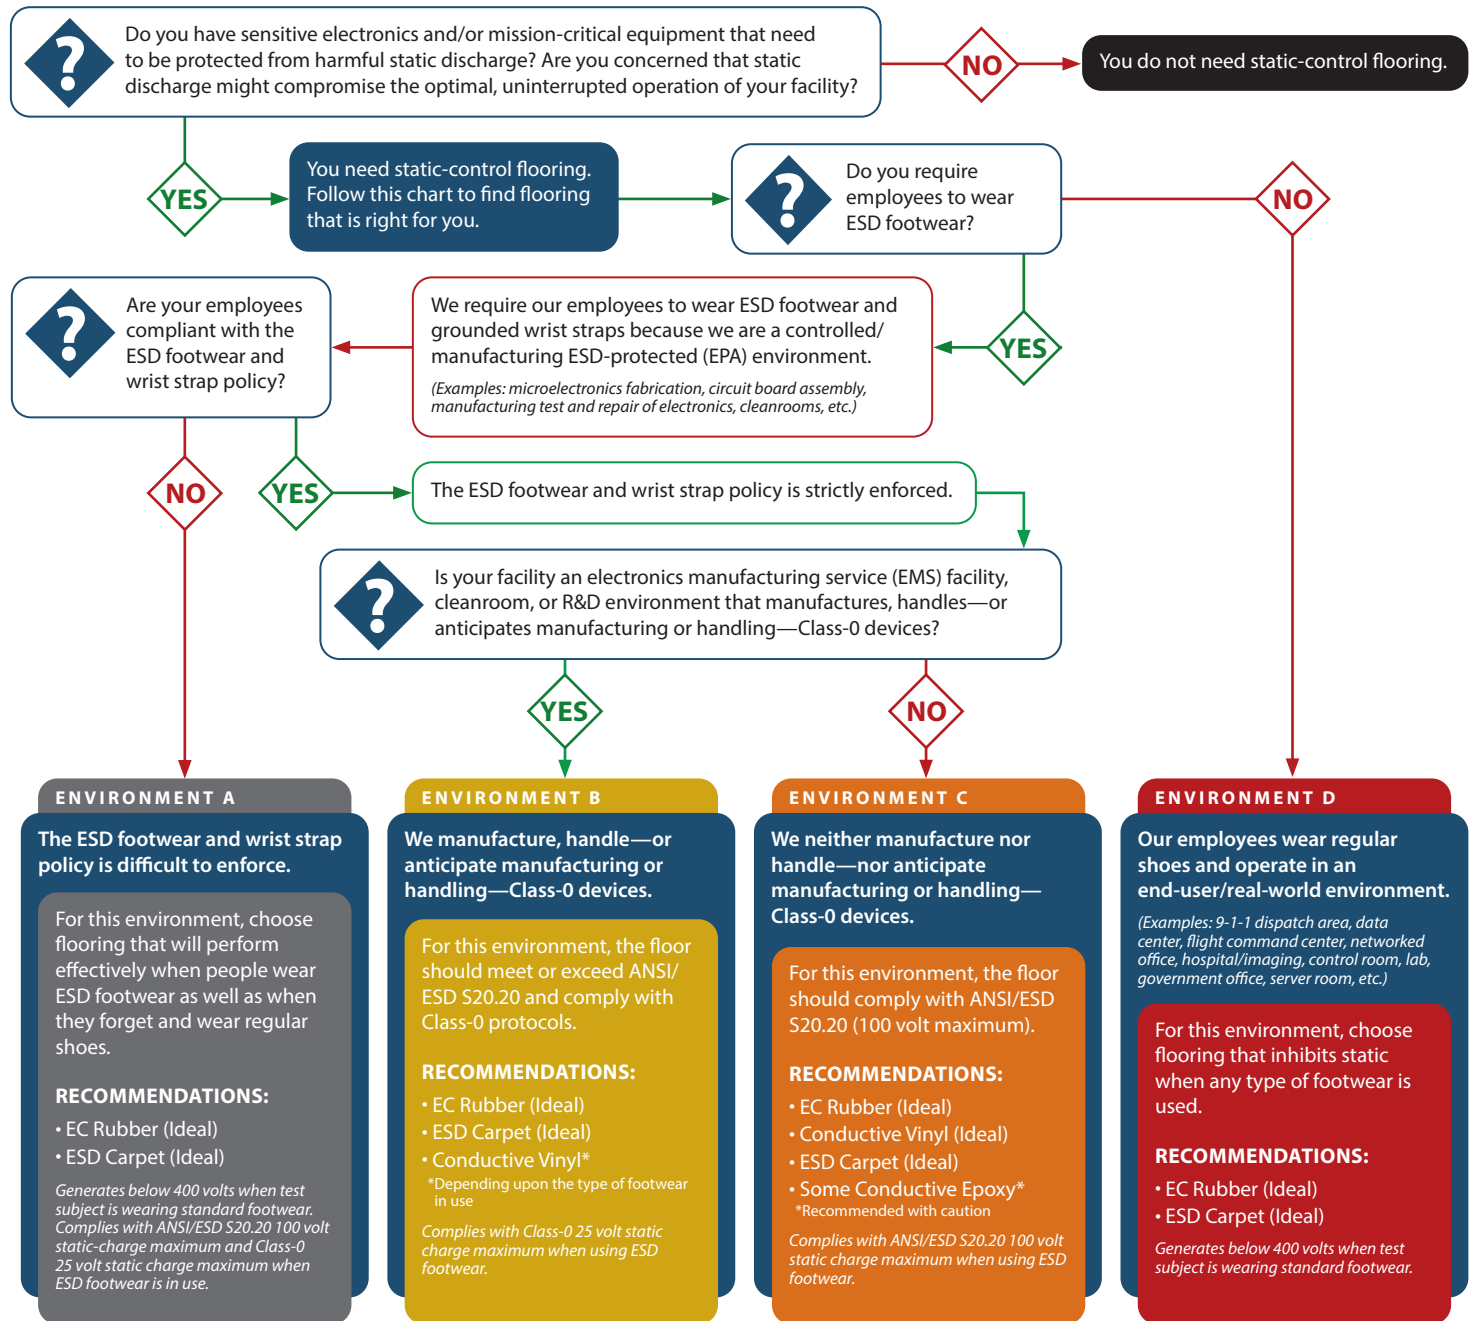 ?
Do you have sensitive electronics and/or mission-critical equipment that need
to be protected from harmful static discharge? Are you concerned that static
discharge might compromise the optimal, uninterrupted operation of your facility?
NO
You do not need static-control flooring.
YES
You need static-control flooring.
Follow this chart to find flooring
that is right for you.
?
Do you require
employees to wear
ESD footwear?
NO
YES
We require our employees to wear ESD footwear and
grounded wrist straps because we are a controlled/
manufacturing ESD-protected (EPA) environment.
(Examples: microelectronics fabrication, circuit board assembly,
manufacturing test and repair of electronics, cleanrooms, etc.)
?
Are your employees
compliant with the
ESD footwear and
wrist strap policy?
NO
YES
The ESD footwear and wrist strap policy is strictly enforced.
?
Is your facility an electronics manufacturing service (EMS) facility,
cleanroom, or R&D environment that manufactures, handles—or
anticipates manufacturing or handling—Class-0 devices?
YES
NO
ENVIRONMENT A
The ESD footwear and wrist strap
policy is difficult to enforce.
For this environment, choose
flooring that will perform
effectively when people wear
ESD footwear as well as when
they forget and wear regular
shoes.
RECOMMENDATIONS:
• EC Rubber (Ideal)
• ESD Carpet (Ideal)
Generates below 400 volts when test
subject is wearing standard footwear.
Complies with ANSI/ESD S20.20 100 volt
static-charge maximum and Class-0
25 volt static charge maximum when
ESD footwear is in use.
ENVIRONMENT B
We manufacture, handle—or
anticipate manufacturing or
handling—Class-0 devices.
For this environment, the floor
should meet or exceed ANSI/
ESD S20.20 and comply with
Class-0 protocols.
RECOMMENDATIONS:
• EC Rubber (Ideal)
• ESD Carpet (Ideal)
• Conductive Vinyl*
*Depending upon the type of footwear
in use
Complies with Class-0 25 volt static
charge maximum when using ESD
footwear.
ENVIRONMENT C
We neither manufacture nor
handle—nor anticipate
manufacturing or handling—
Class-0 devices.
For this environment, the floor
should comply with ANSI/ESD
S20.20 (100 volt maximum).
RECOMMENDATIONS:
• EC Rubber (Ideal)
• Conductive Vinyl (Ideal)
• ESD Carpet (Ideal)
• Some Conductive Epoxy*
*Recommended with caution
Complies with ANSI/ESD S20.20 100 volt
static charge maximum when using ESD
footwear.
ENVIRONMENT D
Our employees wear regular
shoes and operate in an
end-user/real-world environment.
(Examples: 9-1-1 dispatch area, data
center, flight command center, networked
office, hospital/imaging, control room, lab,
government office, server room, etc.)
For this environment, choose
flooring that inhibits static
when any type of footwear is
used.
RECOMMENDATIONS:
• EC Rubber (Ideal)
• ESD Carpet (Ideal)
Generates below 400 volts when test
subject is wearing standard footwear.